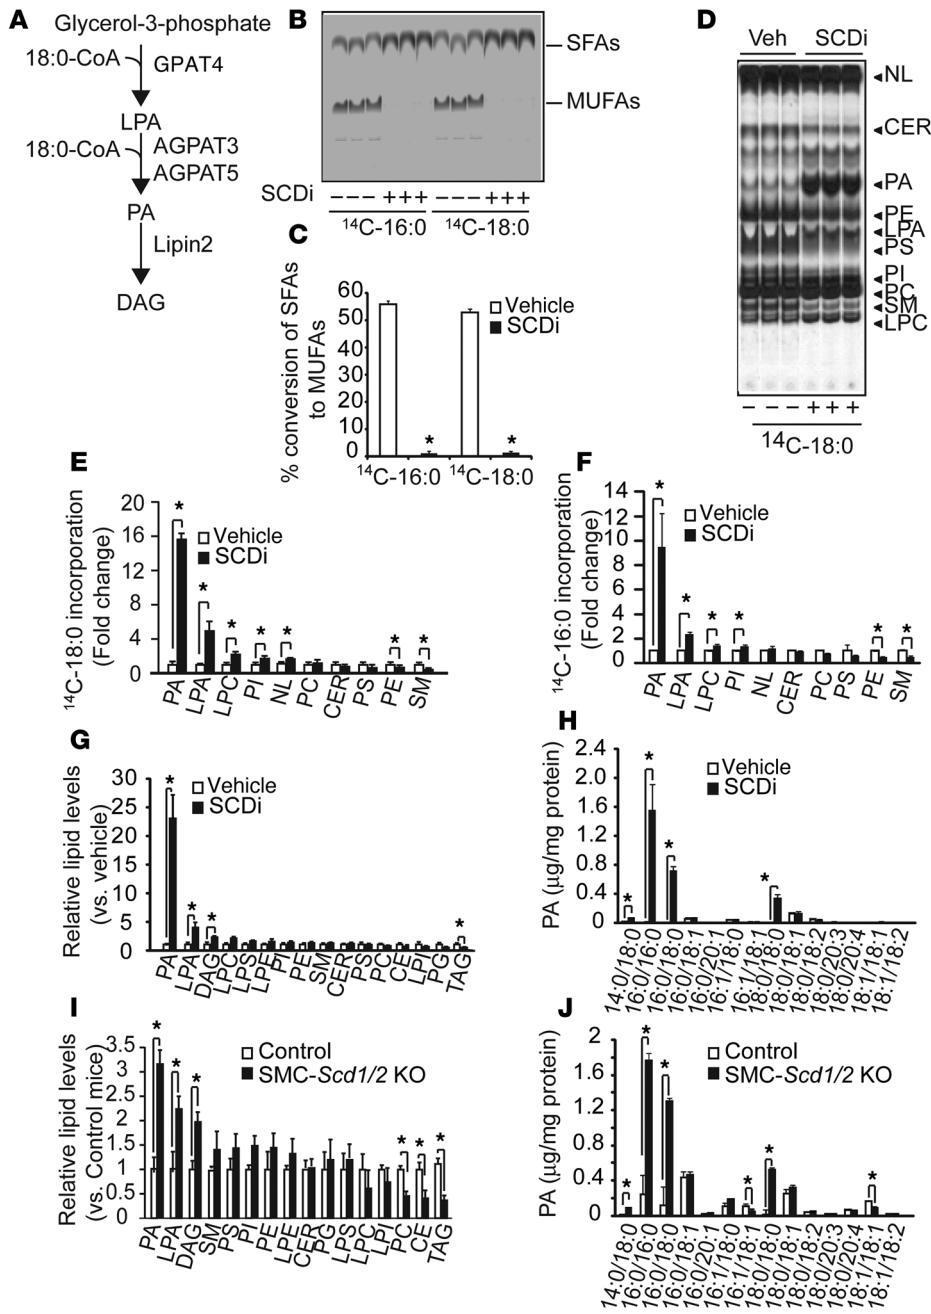 A
Glycerol-3-phosphate
18:0-CoA
GPAT4
LPA
18:0-CoA
AGPAT3
AGPAT5
PA
Lipin2
DAG
B
SFAs
MUFAs
SCDi
– – – + + + – – – + + +
14C-16:0 14C-18:0
C
% conversion of SFAs
to MUFAs
60
50
40
30
20
10
0
Vehicle
SCDi
* *
14C-16:0 14C-18:0
D
Veh SCDi
NL
CER
PA
PE
LPA
PS
PI
PC
SM
LPC
– – – + + +
14C-18:0
E
14C-18:0 incorporation
(Fold change)
20
16
12
8
4
0
Vehicle
SCDi
* * * * * * *
PA LPA LPC PI NL PC CER PS PE SM
F
14C-16:0 incorporation
(Fold change)
14
12
10
8
6
4
2
0
Vehicle
SCDi
* * * * * *
PA LPA LPC PI NL CER PC PS PE SM
G
Relative lipid levels
(vs. vehicle)
30
25
20
15
10
5
0
Vehicle
SCDi
* * * *
PA LPA DAG LPC LPS LPE PI PE SM CER PS PC CE LPI PG TAG
H
PA (µg/mg protein)
2.4
2
1.6
1.2
0.8
0.4
0
Vehicle
SCDi
* * * *
14:0/18:0 16:0/16:0 16:0/18:0 16:0/18:1 16:0/20:1 16:1/18:0 16:1/18:1 18:0/18:0 18:0/18:1 18:0/18:2 18:0/20:3 18:0/20:4 18:1/18:1 18:1/18:2
I
Relative lipid levels
(vs. Control mice)
3.5
3
2.5
2
1.5
1
0.5
0
Control
SMC-Scd1/2 KO
* * * * * *
PA LPA DAG SM PS PI PE LPE CER PG LPS LPC LPI PC CE TAG
J
PA (µg/mg protein)
2
1.6
1.2
0.8
0.4
0
Control
SMC-Scd1/2 KO
* * * * * *
14:0/18:0 16:0/16:0 16:0/18:0 16:0/18:1 16:0/20:1 16:1/18:0 16:1/18:1 18:0/18:0 18:0/18:1 18:0/18:2 18:0/20:3 18:0/20:4 18:1/18:1 18:1/18:2